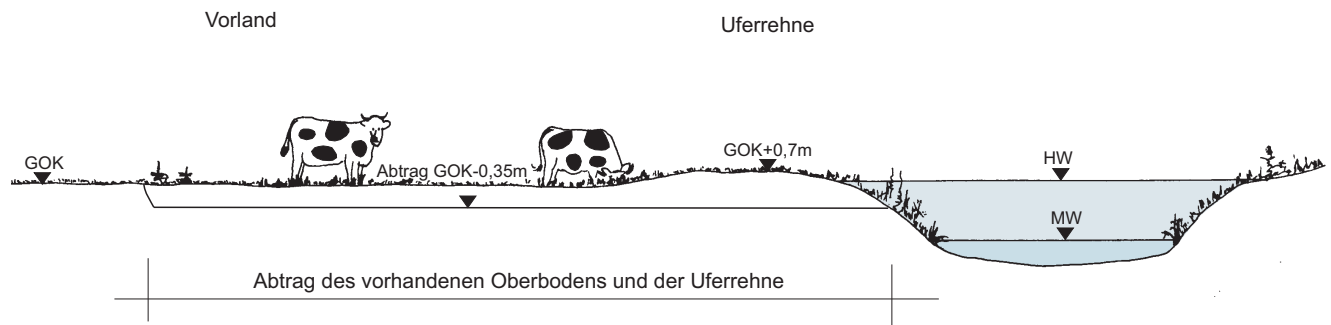 Vorland
Uferrehne
GOK
Abtrag GOK-0,35m
GOK+0,7m
HW
MW
Abtrag des vorhandenen Oberbodens und der Uferrehne